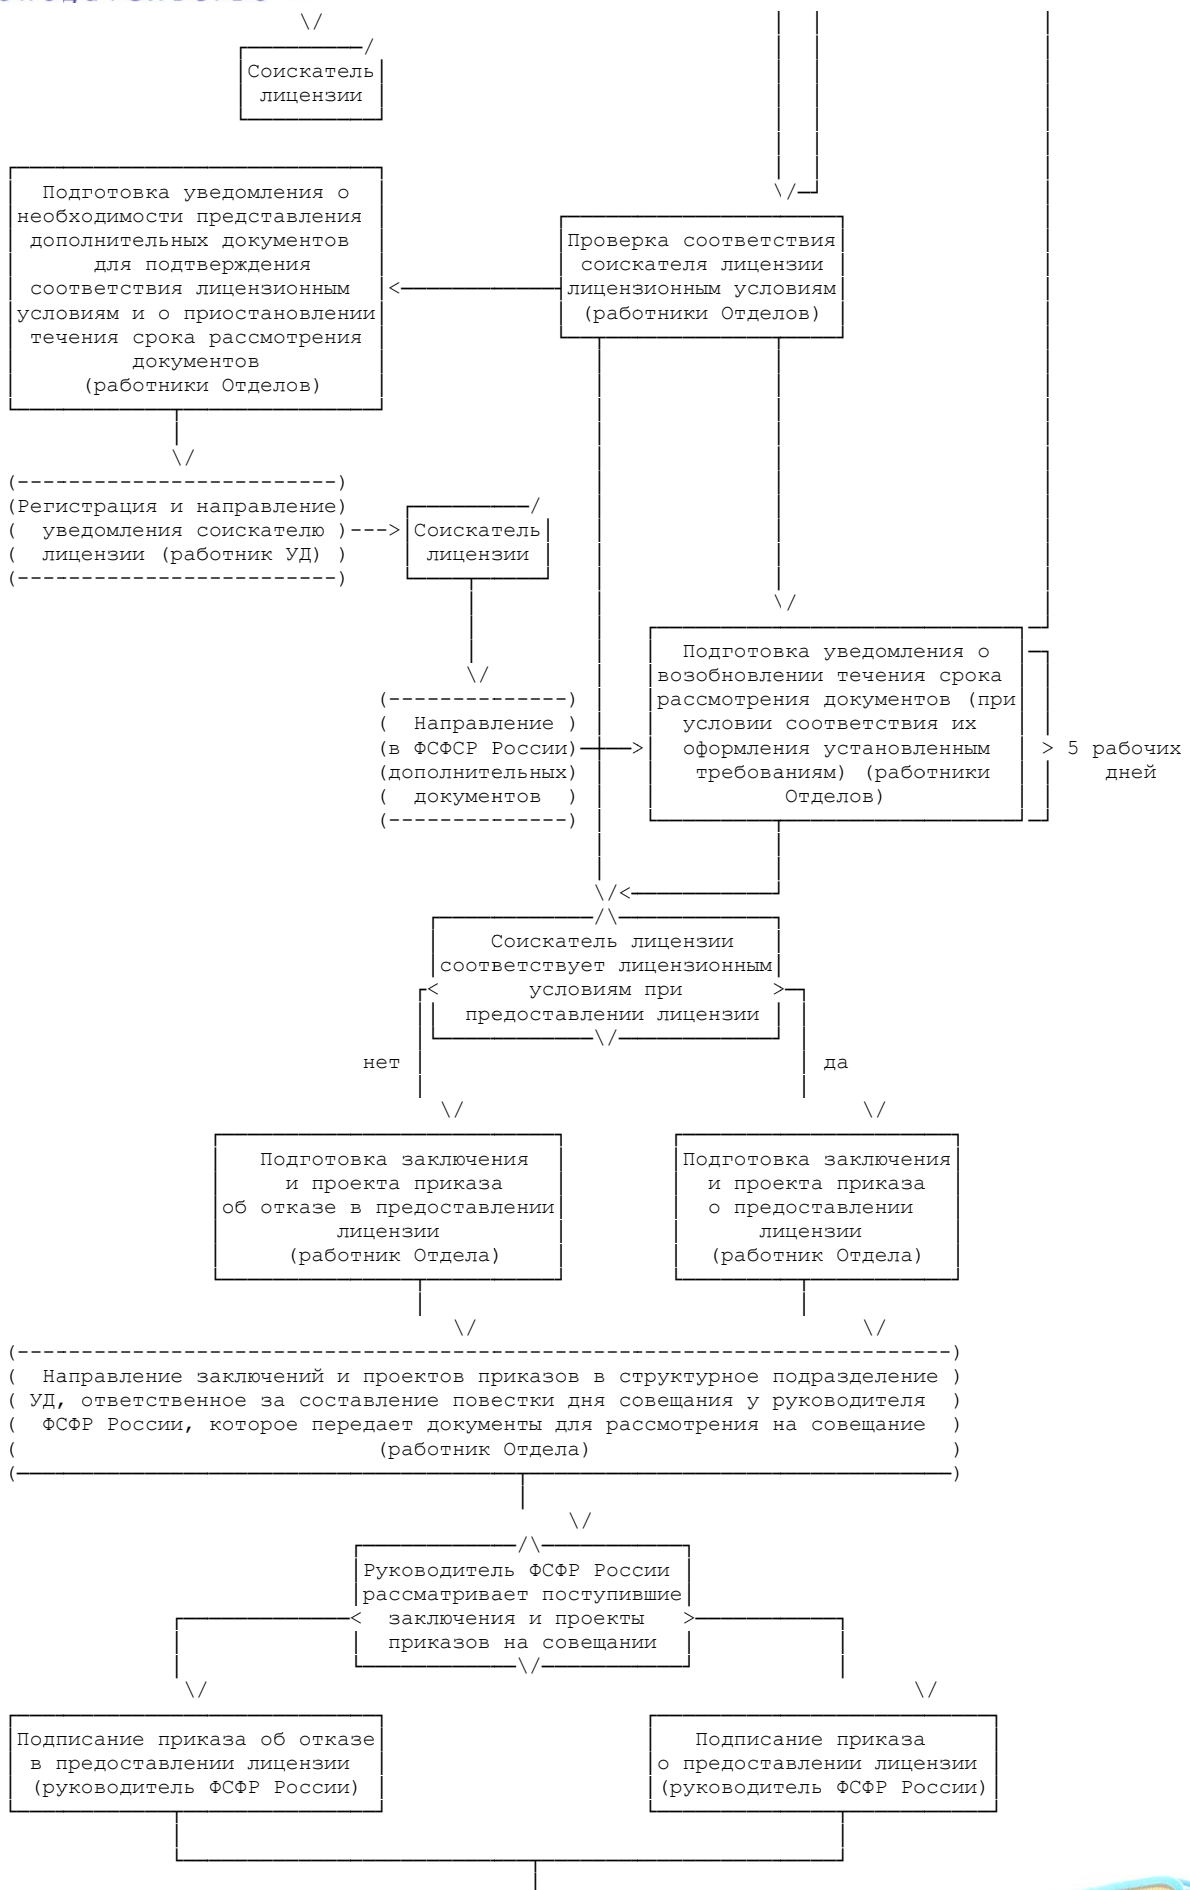 Соискатель
лицензии
Подготовка уведомления о
необходимости представления
дополнительных документов
для подтверждения
соответствия лицензионным
условиям и о приостановлении
течения срока рассмотрения
документов
(работники Отделов)
Проверка соответствия
соискателя лицензии
лицензионным условиям
(работники Отделов)
(Регистрация и направление)
( уведомления соискателю )--->
( лицензии (работник УД) )
Соискатель
лицензии
( Направление )
(в ФСФСР России)
(дополнительных)
( документов )
Подготовка уведомления о
возобновлении течения срока
рассмотрения документов (при
условии соответствия их
оформления установленным
требованиям) (работники
Отделов)
> 5 рабочих
дней
Соискатель лицензии
соответствует лицензионным
условиям при
предоставлении лицензии
нет
да
Подготовка заключения
и проекта приказа
об отказе в предоставлении
лицензии
(работник Отдела)
Подготовка заключения
и проекта приказа
о предоставлении
лицензии
(работник Отдела)
( Направление заключений и проектов приказов в структурное подразделение )
( УД, ответственное за составление повестки дня совещания у руководителя )
( ФСФР России, которое передает документы для рассмотрения на совещание )
( (работник Отдела) )
Руководитель ФСФР России
рассматривает поступившие
заключения и проекты
приказов на совещании
Подписание приказа об отказе
в предоставлении лицензии
(руководитель ФСФР России)
Подписание приказа
о предоставлении лицензии
(руководитель ФСФР России)